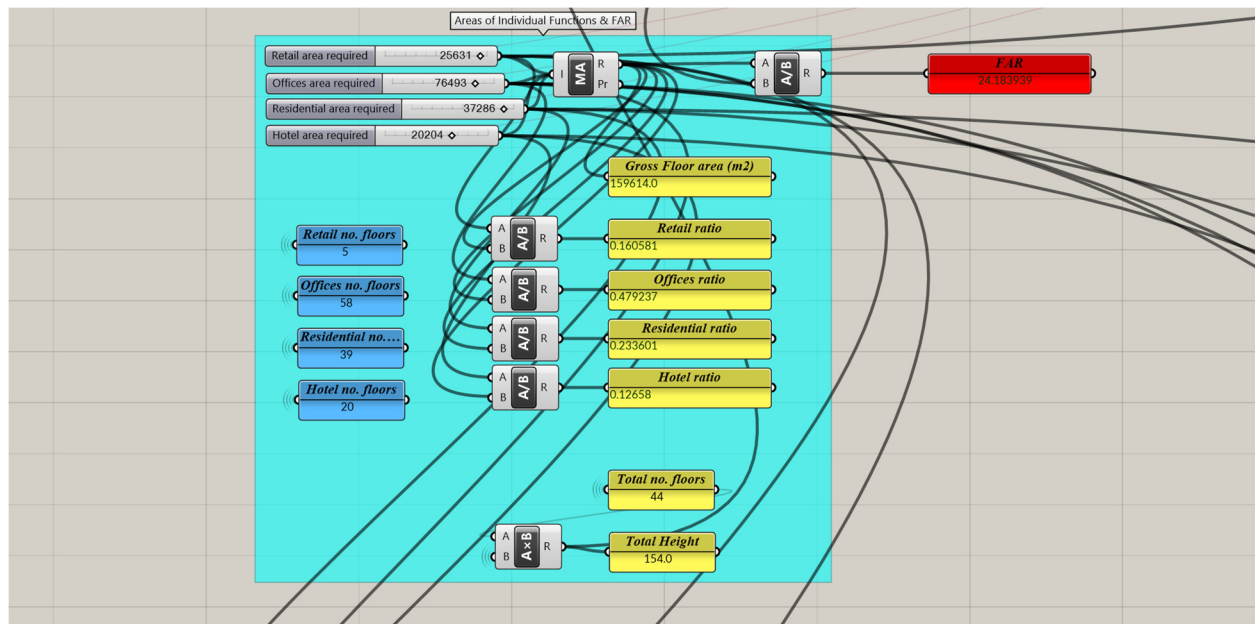 Areas of Individual Functions & FAR
Retail area required 25631
Offices area required 76493
Residential area required 37286
Hotel area required 20204
I MA R Pr
A B A/B R
FAR
24.183939
Gross Floor area (m2)
159614.0
Retail no. floors
5
A B A/B R
Retail ratio
0.160581
Offices no. floors
58
A B A/B R
Offices ratio
0.479237
Residential no....
39
A B A/B R
Residential ratio
0.233601
Hotel no. floors
20
A B A/B R
Hotel ratio
0.12658
Total no. floors
44
A B A×B R
Total Height
154.0